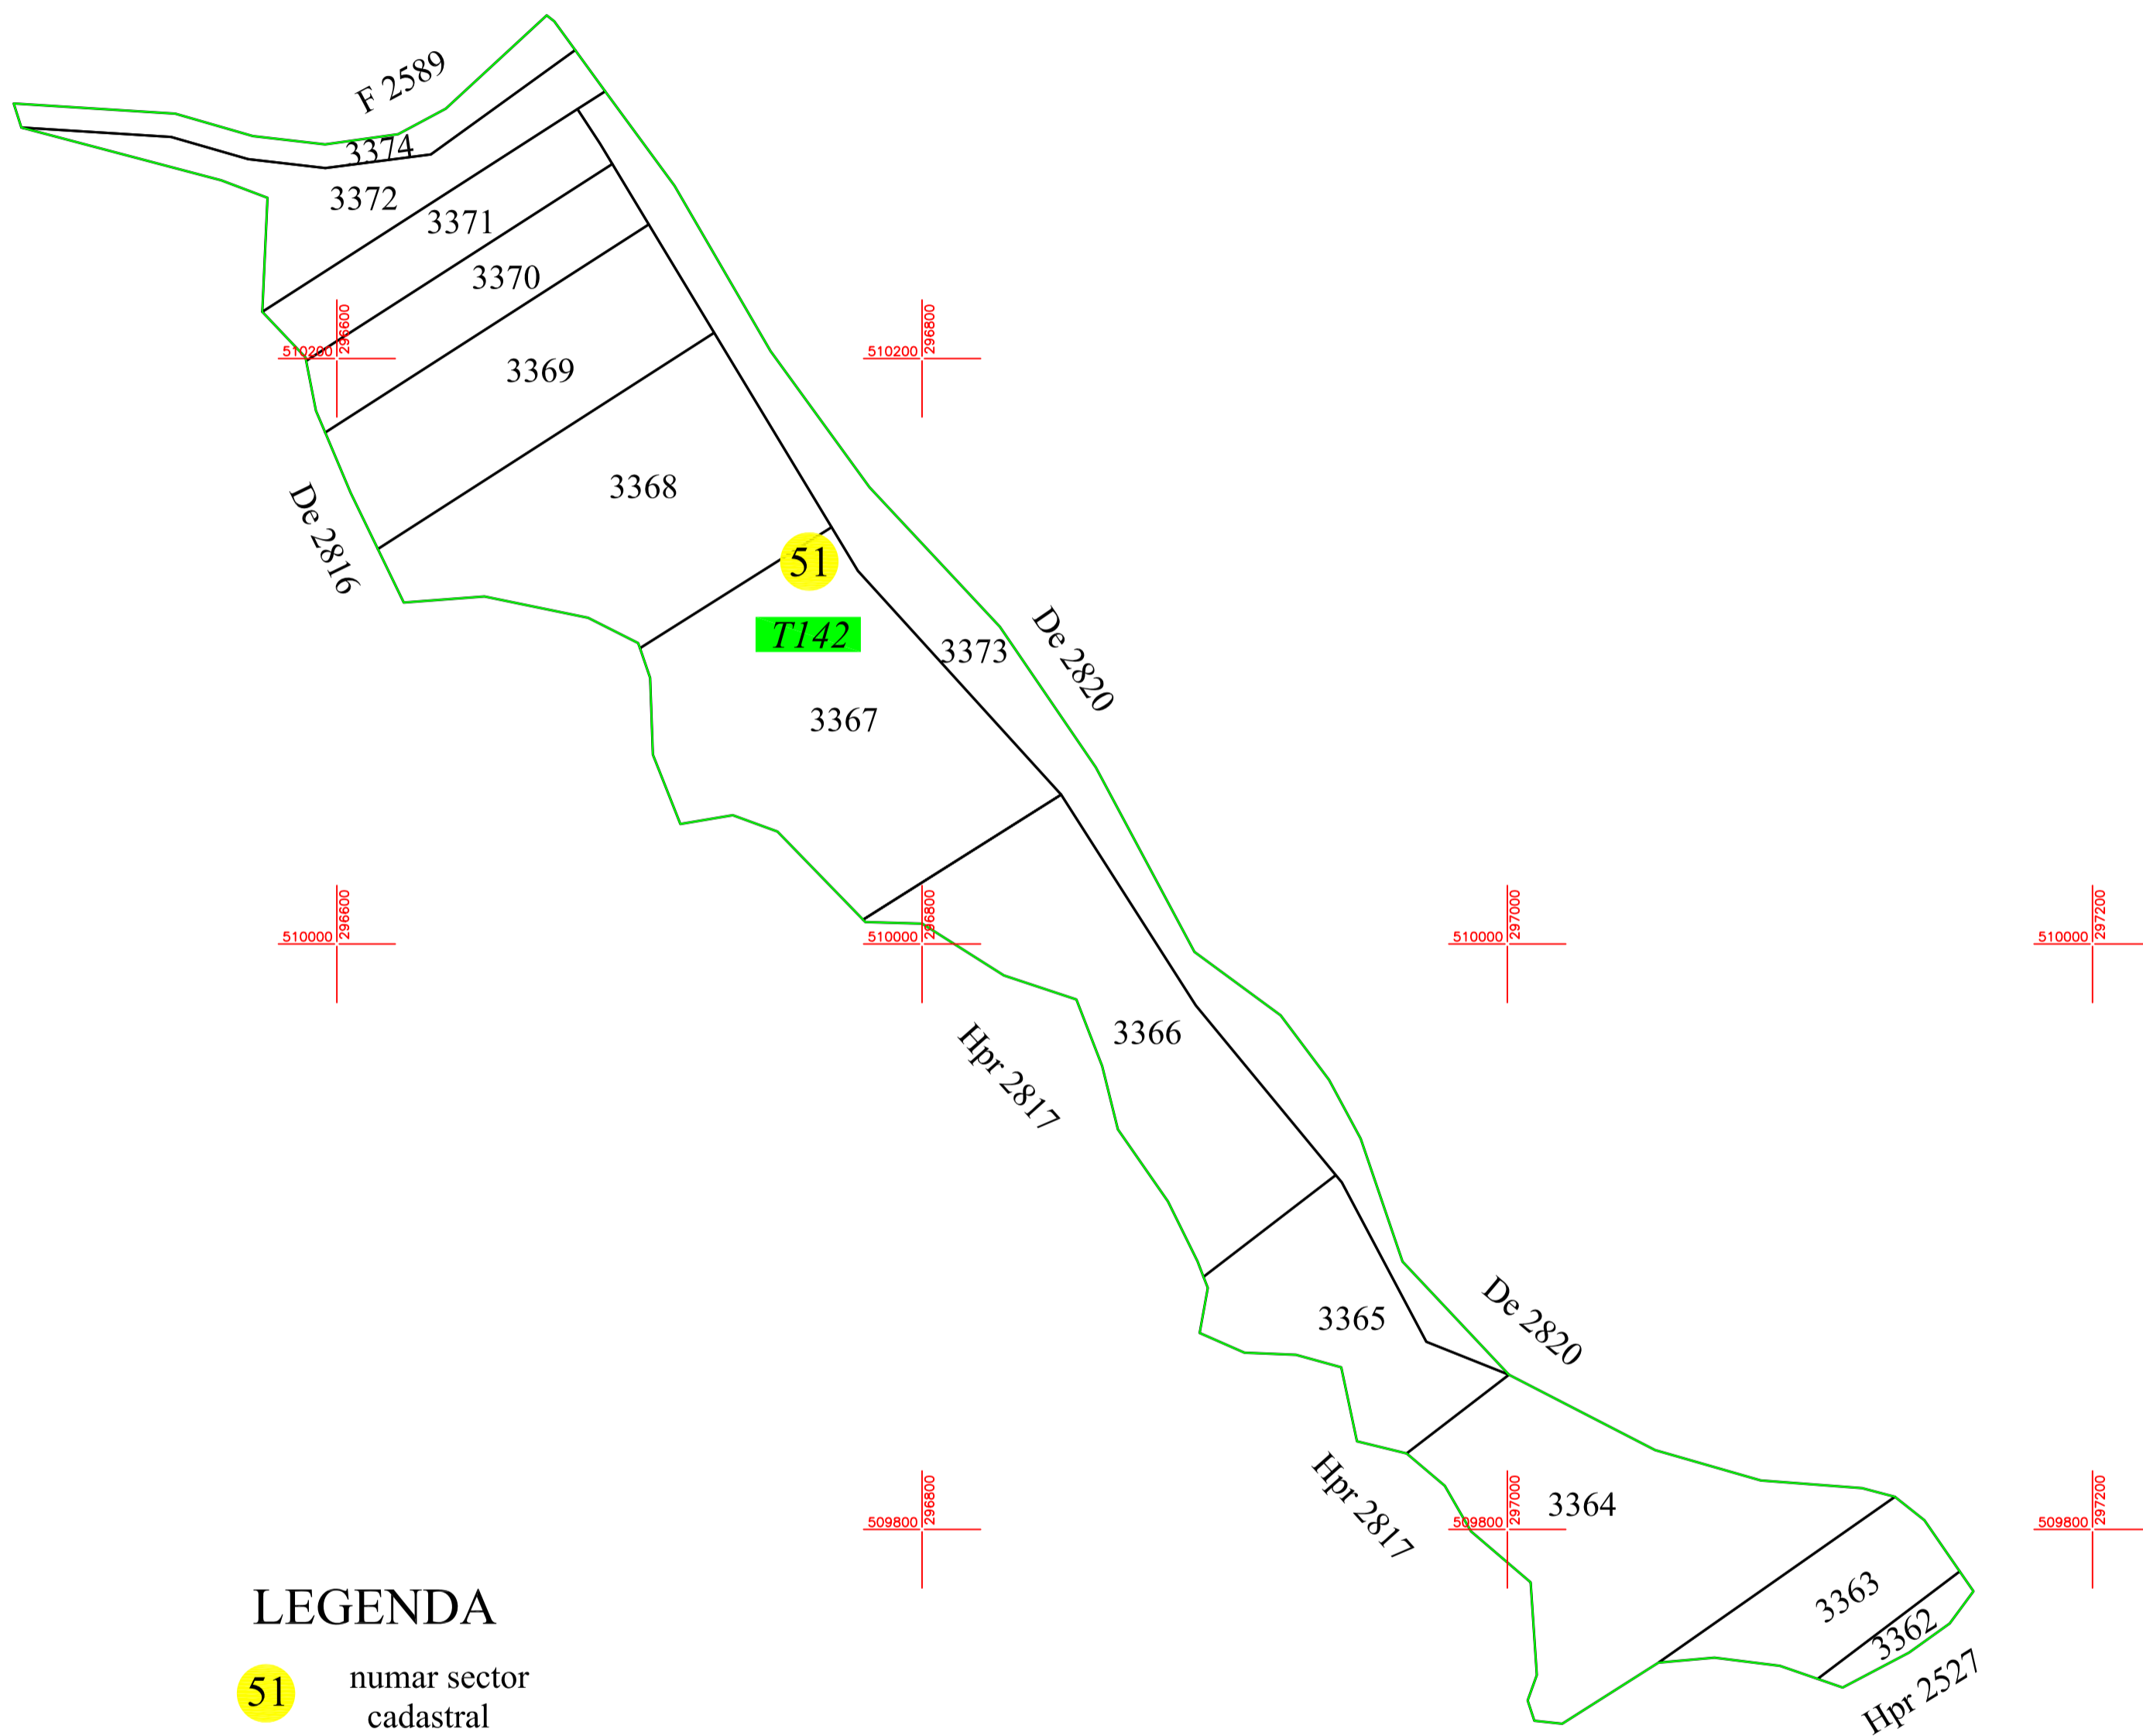 F 2589
3374
3372
3371
3370
510200 296600
510200 296800
3369
3368
De 2816
51
T142
3373
De 2820
3367
510000 296600
510000 296800
510000 297000
510000 297200
3366
Hpr 2817
3365
De 2820
Hpr 2817
3364
509800 296800
509800 297000
509800 297200
3363
3362
Hpr 2527
LEGENDA
51 numar sector
cadastral